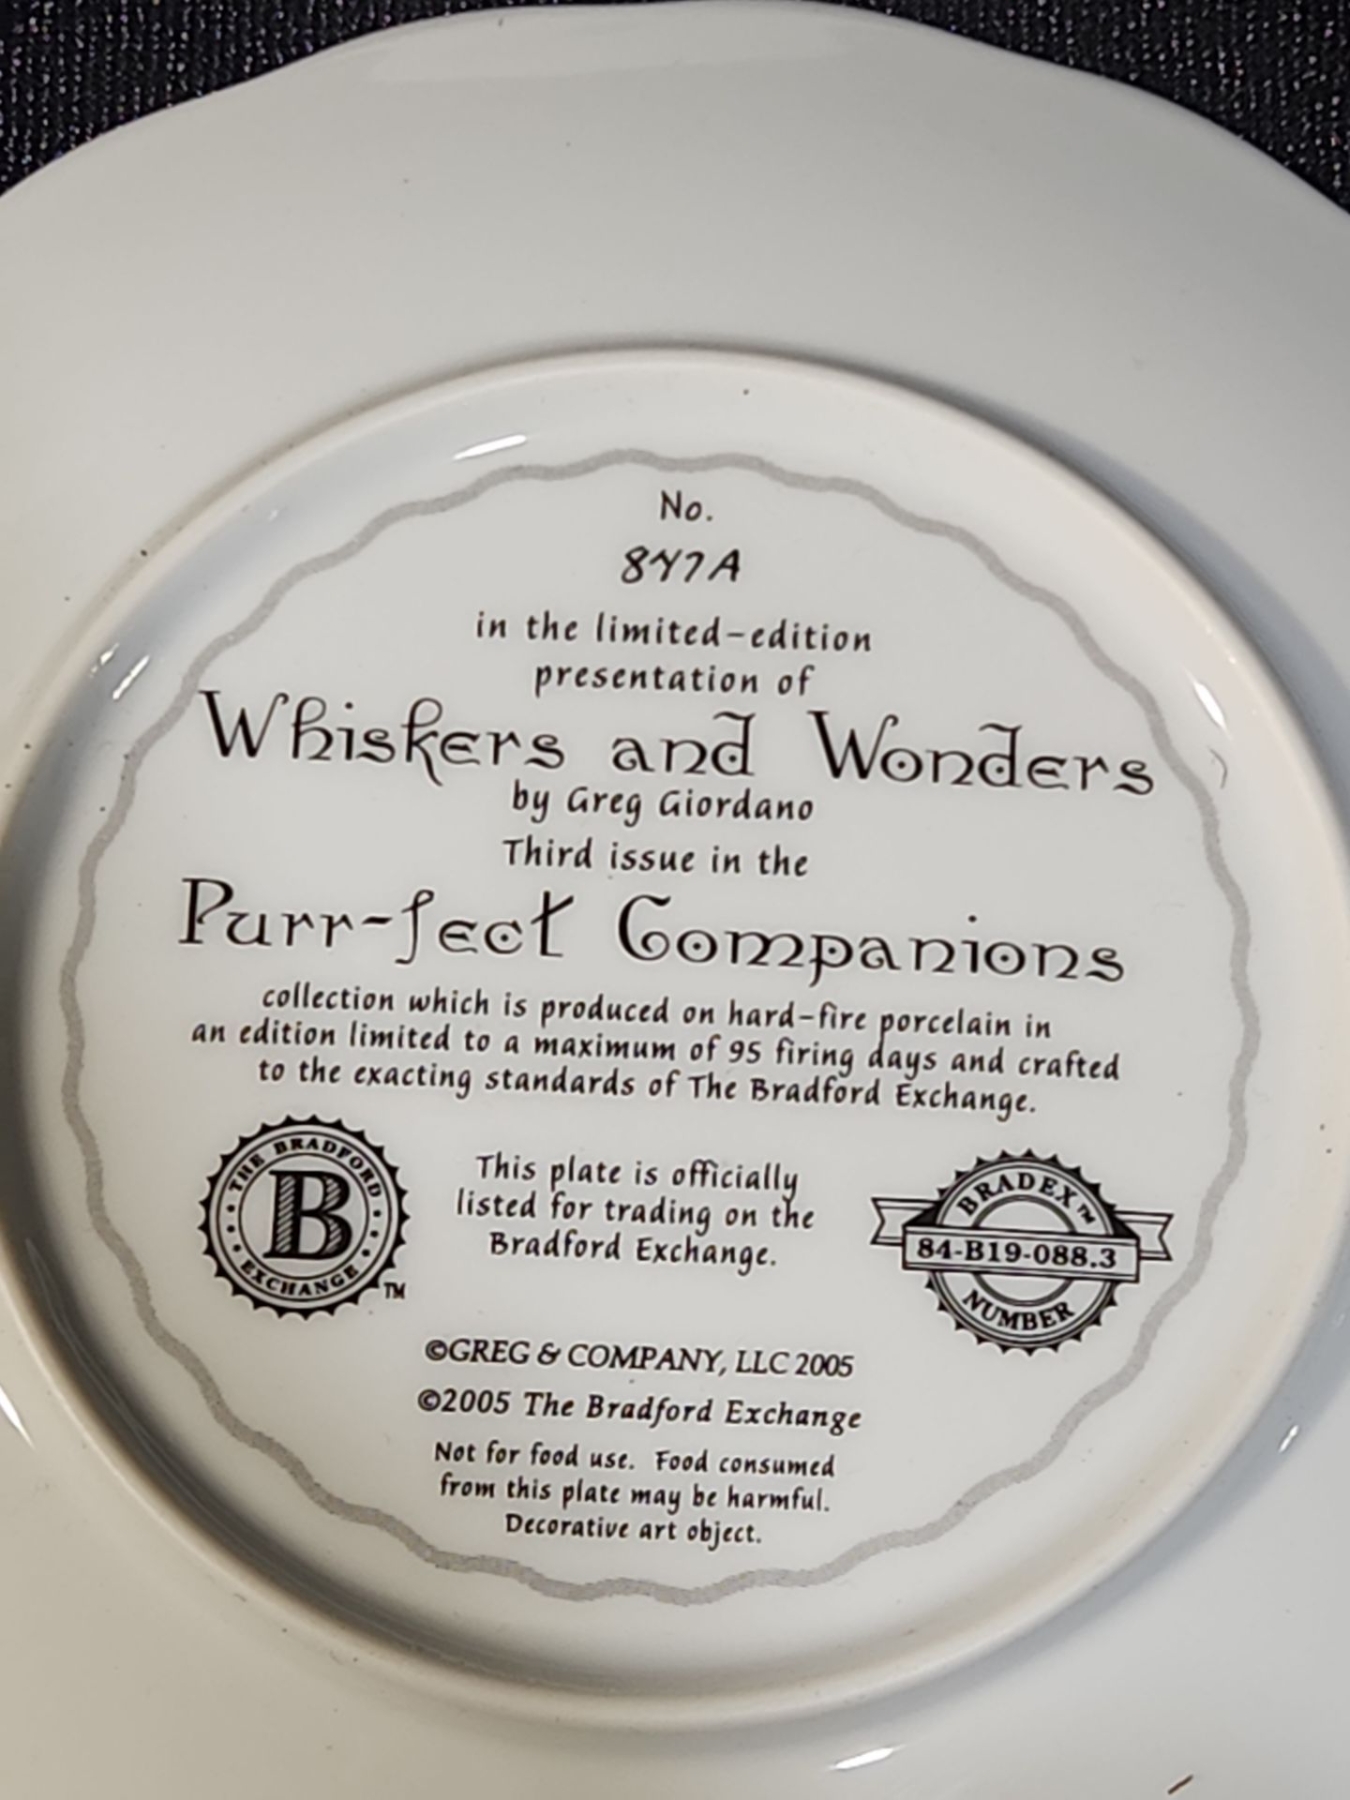 No.
847A
in the limited-edition
presentation of
Whiskers and Wonders
by Greg Giordano
Third issue in the
Purr-fect Companions
collection which is produced on hard-fire porcelain in
an edition limited to a maximum of 95 firing days and crafted
to the exacting standards of The Bradford Exchange.
THE BRADFORD
B
EXCHANGE
TM
This plate is officially
listed for trading on the
Bradford Exchange.
BRADEX™
84-B19-088.3
NUMBER
©GREG & COMPANY, LLC 2005
©2005 The Bradford Exchange
Not for food use. Food consumed
from this plate may be harmful.
Decorative art object.